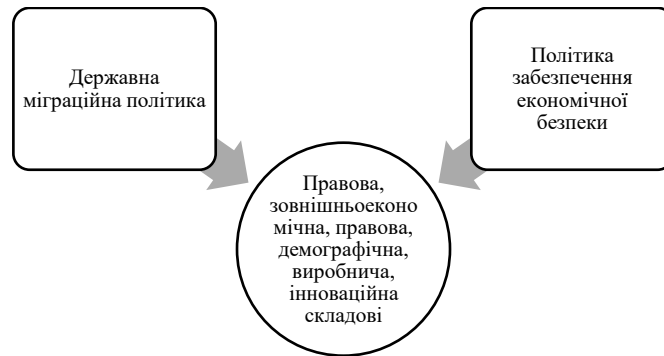 Державна
міграційна політика
Політика
забезпечення
економічної
безпеки
Правова,
зовнішньоеконо
мічна, правова,
демографічна,
виробнича,
інноваційна
складові